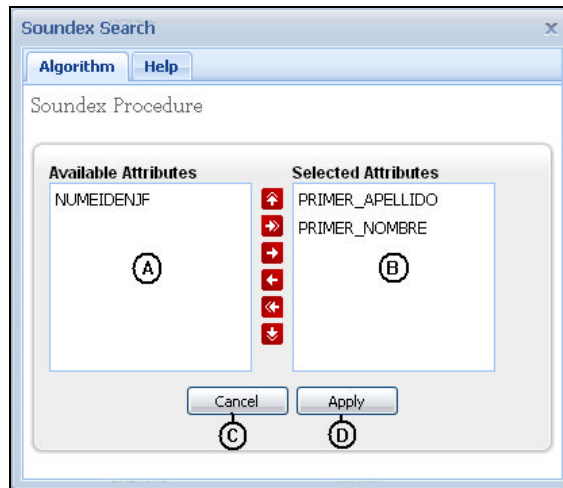 Soundex Search x
Algorithm Help
Soundex Procedure
Available Attributes Selected Attributes
NUMEIDENJF PRIMER_APELLIDO
PRIMER_NOMBRE
A B
Cancel Apply
C D